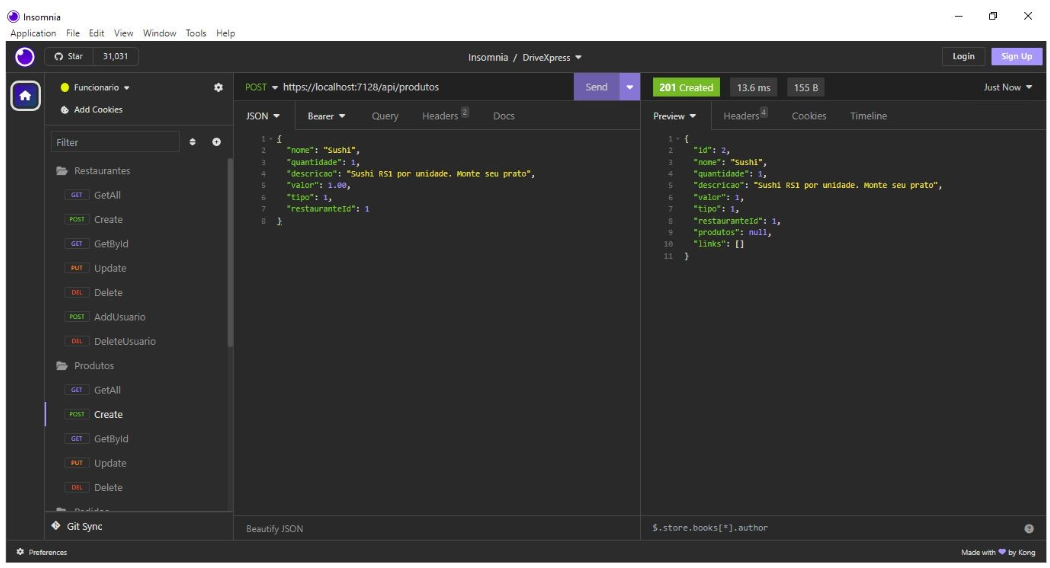 Insomnia
Application File Edit View Window Tools Help
Star 31,031
Insomnia / DriveXpress
Login Sign Up
Funcionario
Add Cookies
Filter
Restaurantes
GET GetAll
POST Create
GET GetById
PUT Update
DEL Delete
POST AddUsuario
DEL DeleteUsuario
Produtos
GET GetAll
POST Create
GET GetById
PUT Update
DEL Delete
Pedidos
Git Sync
POST https://localhost:7128/api/produtos Send
JSON Bearer Query Headers 2 Docs
1 {
2 "nome": "Sushi",
3 "quantidade": 1,
4 "descricao": "Sushi RS1 por unidade. Monte seu prato",
5 "valor": 1.00,
6 "tipo": 1,
7 "restauranteId": 1
8 }
Beautify JSON
201 Created 13.6 ms 155 B Just Now
Preview Headers 4 Cookies Timeline
1 {
2 "id": 2,
3 "nome": "Sushi",
4 "quantidade": 1,
5 "descricao": "Sushi RS1 por unidade. Monte seu prato",
6 "valor": 1,
7 "tipo": 1,
8 "restauranteId": 1,
9 "produtos": null,
10 "links": []
11 }
$.store.books[*].author
Preferences
Made with by Kong